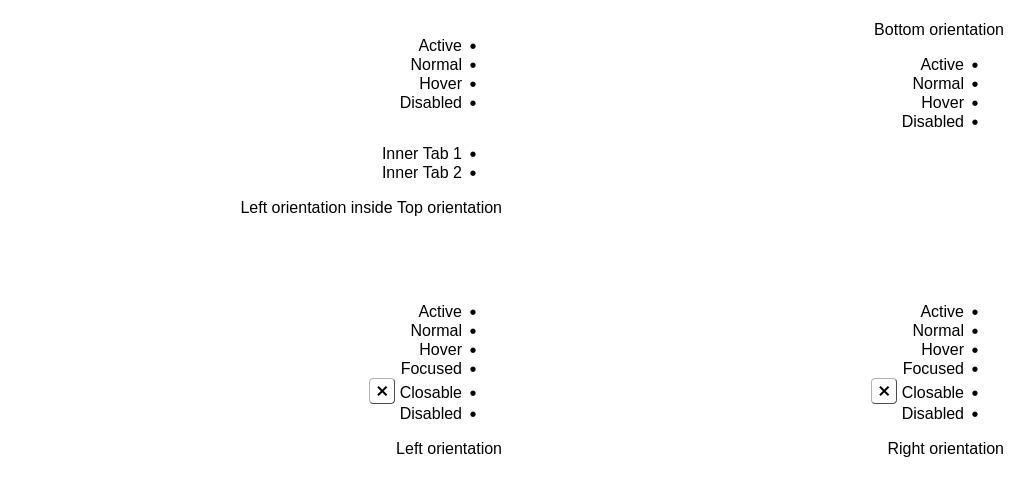 Active
Normal
Hover
Disabled
Inner Tab 1
Inner Tab 2
Left orientation inside Top orientation
Bottom orientation
Active
Normal
Hover
Disabled
Active
Normal
Hover
Focused
Closable ✕
Disabled
Left orientation
Active
Normal
Hover
Focused
Closable ✕
Disabled
Right orientation